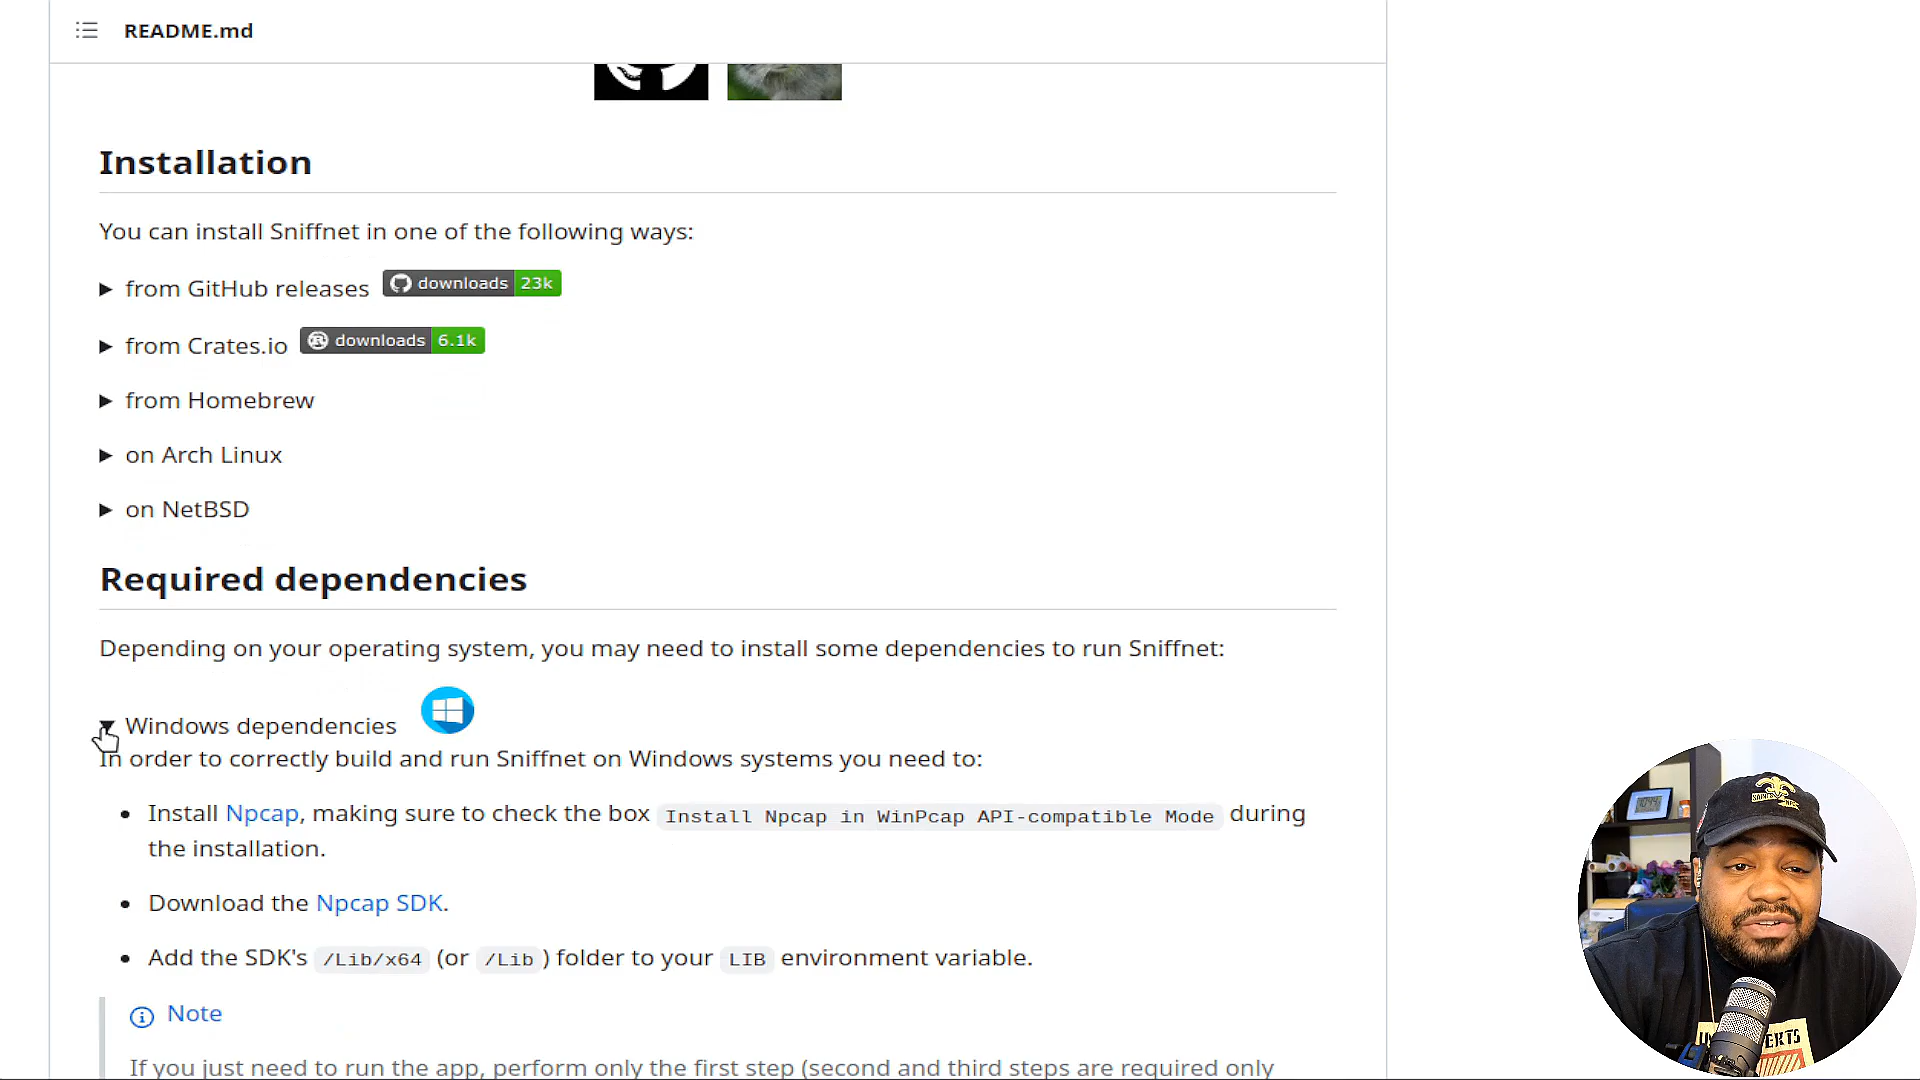 README.md
Installation
You can install Sniffnet in one of the following ways:
from GitHub releases downloads 23k
from Crates.io downloads 6.1k
from Homebrew
on Arch Linux
on NetBSD
Required dependencies
Depending on your operating system, you may need to install some dependencies to run Sniffnet:
Windows dependencies
In order to correctly build and run Sniffnet on Windows systems you need to:
Install Npcap, making sure to check the box Install Npcap in WinPcap API-compatible Mode during
the installation.
Download the Npcap SDK.
Add the SDK's /Lib/x64 (or /Lib) folder to your LIB environment variable.
Note
If you just need to run the app, perform only the first step (second and third steps are required only
SAINTS